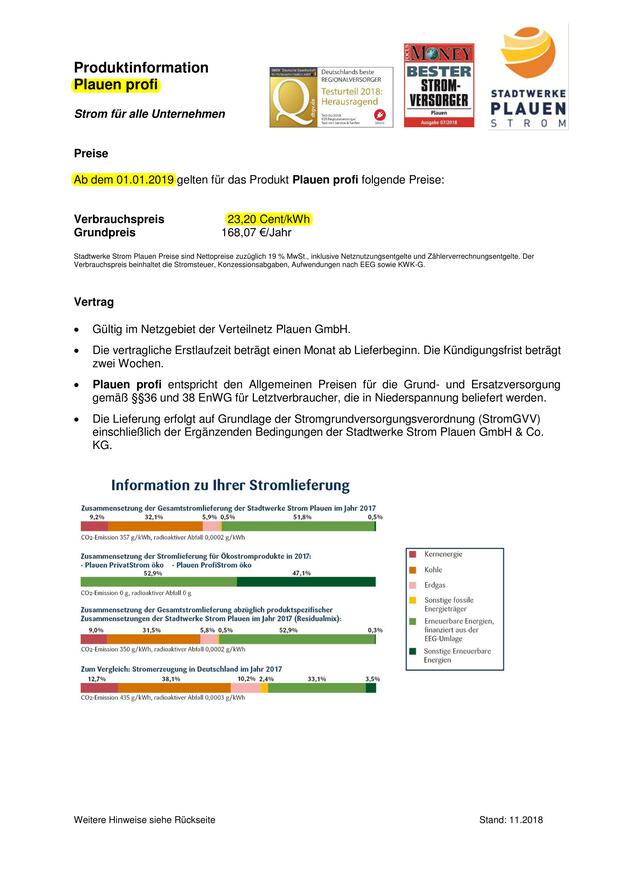 Produktinformation
Plauen profi
Strom für alle Unternehmen
Deutschlands beste
REGIONALVERSORGER
Testurteil 2018:
Herausragend
FOCUS MONEY
BESTER
STROM-
VERSORGER
Plauen
Ausgabe 07/2018
STADTWERKE
PLAUEN
STROM
Preise
Ab dem 01.01.2019 gelten für das Produkt Plauen profi folgende Preise:
Verbrauchspreis 23,20 Cent/kWh
Grundpreis 168,07 €/Jahr
Stadtwerke Strom Plauen Preise sind Nettopreise zuzüglich 19 % MwSt., inklusive Netznutzungsentgelte und Zählerverrechnungsentgelte. Der
Verbrauchspreis beinhaltet die Stromsteuer, Konzessionsabgaben, Aufwendungen nach EEG sowie KWK-G.
Vertrag
• Gültig im Netzgebiet der Verteilnetz Plauen GmbH.
• Die vertragliche Erstlaufzeit beträgt einen Monat ab Lieferbeginn. Die Kündigungsfrist beträgt
zwei Wochen.
• Plauen profi entspricht den Allgemeinen Preisen für die Grund- und Ersatzversorgung
gemäß §§36 und 38 EnWG für Letztverbraucher, die in Niederspannung beliefert werden.
• Die Lieferung erfolgt auf Grundlage der Stromgrundversorgungsverordnung (StromGVV)
einschließlich der Ergänzenden Bedingungen der Stadtwerke Strom Plauen GmbH & Co.
KG.
Information zu Ihrer Stromlieferung
Zusammensetzung der Gesamtstromlieferung der Stadtwerke Strom Plauen im Jahr 2017
9,2% 32,1% 5,9% 0,5% 51,8% 0,5%
CO2-Emission 357 g/kWh, radioaktiver Abfall 0,0002 g/kWh
Zusammensetzung der Stromlieferung für Ökostromprodukte in 2017:
- Plauen PrivatStrom öko - Plauen ProfiStrom öko
52,9% 47,1%
CO2-Emission 0 g, radioaktiver Abfall 0 g
Zusammensetzung der Gesamtstromlieferung abzüglich produktspezifischer
Zusammensetzungen der Stadtwerke Strom Plauen im Jahr 2017 (Residualmix):
9,0% 31,5% 5,8% 0,5% 52,9% 0,3%
CO2-Emission 350 g/kWh, radioaktiver Abfall 0,0002 g/kWh
Zum Vergleich: Stromerzeugung in Deutschland im Jahr 2017
12,7% 38,1% 10,2% 2,4% 33,1% 3,5%
CO2-Emission 435 g/kWh, radioaktiver Abfall 0,0003 g/kWh
Kernenergie
Kohle
Erdgas
Sonstige fossile
Energieträger
Erneuerbare Energien,
finanziert aus der
EEG-Umlage
Sonstige Erneuerbare
Energien
Weitere Hinweise siehe Rückseite
Stand: 11.2018